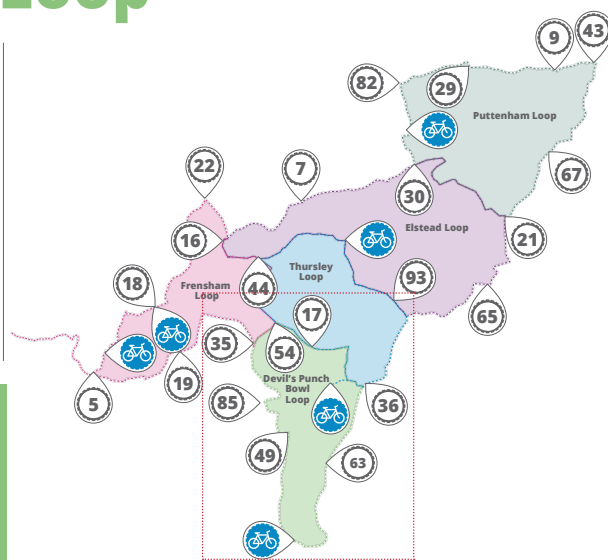 Loop
9
43
82
29
Puttenham Loop
22
7
67
30
16
Elstead Loop
21
Thursley
Loop
93
18
Frensham
Loop
44
17
65
35
54
19
Devil's Punch
Bowl
Loop
5
85
36
49
63